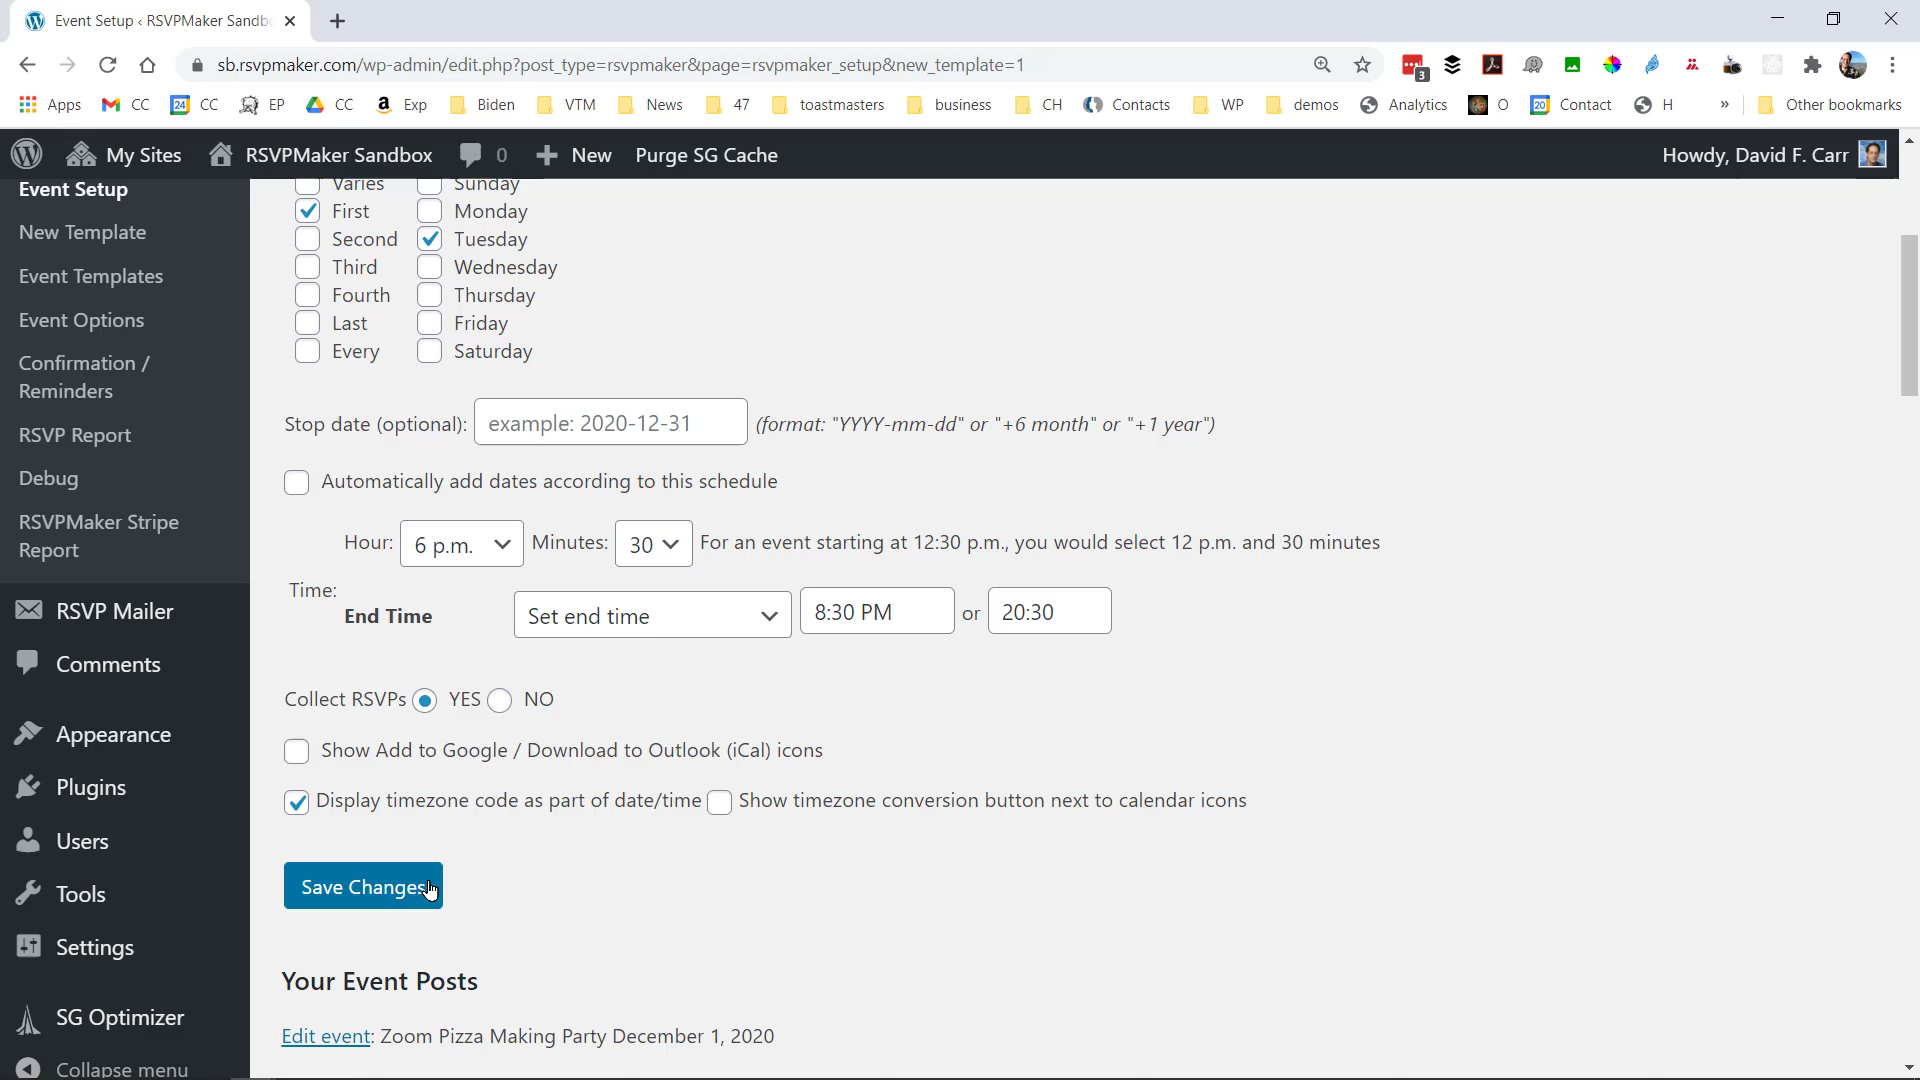 Event Setup ‹ RSVPMaker Sandb
sb.rsvpmaker.com/wp-admin/edit.php?post_type=rsvpmaker&page=rsvpmaker_setup&new_template=1
3
Apps CC 24 CC EP CC a Exp Biden VTM News 47 toastmasters business CH Contacts WP demos Analytics O 20 Contact H » Other bookmarks
My Sites RSVPMaker Sandbox 0 New Purge SG Cache Howdy, David F. Carr
Event Setup
New Template
Event Templates
Event Options
Confirmation /
Reminders
RSVP Report
Debug
RSVPMaker Stripe
Report
RSVP Mailer
Comments
Appearance
Plugins
Users
Tools
Settings
SG Optimizer
Collapse menu
Varies Sunday
First Monday
Second Tuesday
Third Wednesday
Fourth Thursday
Last Friday
Every Saturday
Stop date (optional): example: 2020-12-31 (format: "YYYY-mm-dd" or "+6 month" or "+1 year")
Automatically add dates according to this schedule
Hour: 6 p.m. Minutes: 30 For an event starting at 12:30 p.m., you would select 12 p.m. and 30 minutes
Time:
End Time Set end time 8:30 PM or 20:30
Collect RSVPs YES NO
Show Add to Google / Download to Outlook (iCal) icons
Display timezone code as part of date/time Show timezone conversion button next to calendar icons
Save Changes
Your Event Posts
Edit event: Zoom Pizza Making Party December 1, 2020